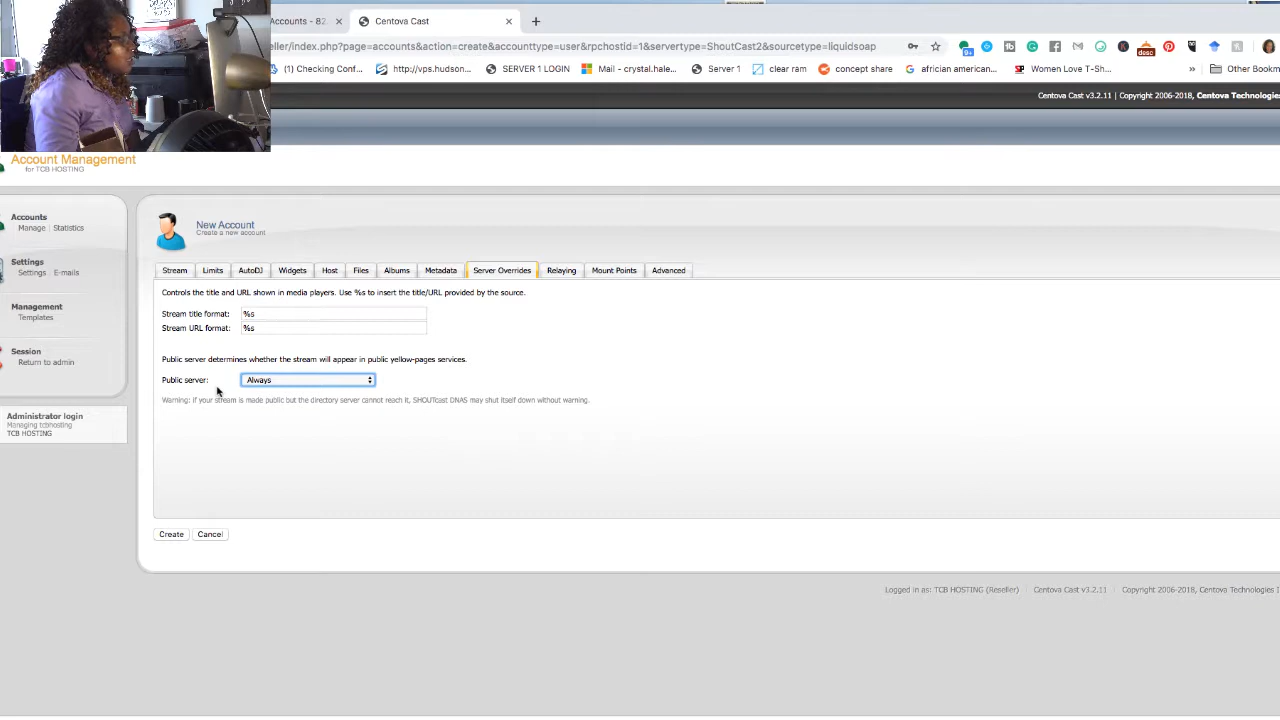 Accounts - 82
Centova Cast
eller/index.php?page=accounts&action=create&accounttype=user&rpchostid=1&servertype=ShoutCast2&sourcetype=liquidsoap
(1) Checking Conf...
http://vps.hudson...
SERVER 1 LOGIN
Mail - crystal.hale...
Server 1
clear ram
concept share
africian american...
Women Love T-Sh...
»
Other Bookm
Centova Cast v3.2.11 | Copyright 2006-2018, Centova Technologies
Account Management
for TCB HOSTING
Accounts
Manage | Statistics
Settings
Settings | E-mails
Management
Templates
Session
Return to admin
Administrator login
Managing tcbhosting
TCB HOSTING
New Account
Create a new account
Stream Limits AutoDJ Widgets Host Files Albums Metadata Server Overrides Relaying Mount Points Advanced
Controls the title and URL shown in media players. Use %s to insert the title/URL provided by the source.
Stream title format: %s
Stream URL format: %s
Public server determines whether the stream will appear in public yellow-pages services.
Public server: Always
Warning: if your stream is made public but the directory server cannot reach it, SHOUTcast DNAS may shut itself down without warning.
Create Cancel
Logged in as: TCB HOSTING (Reseller) | Centova Cast v3.2.11 | Copyright 2006-2018, Centova Technologies I